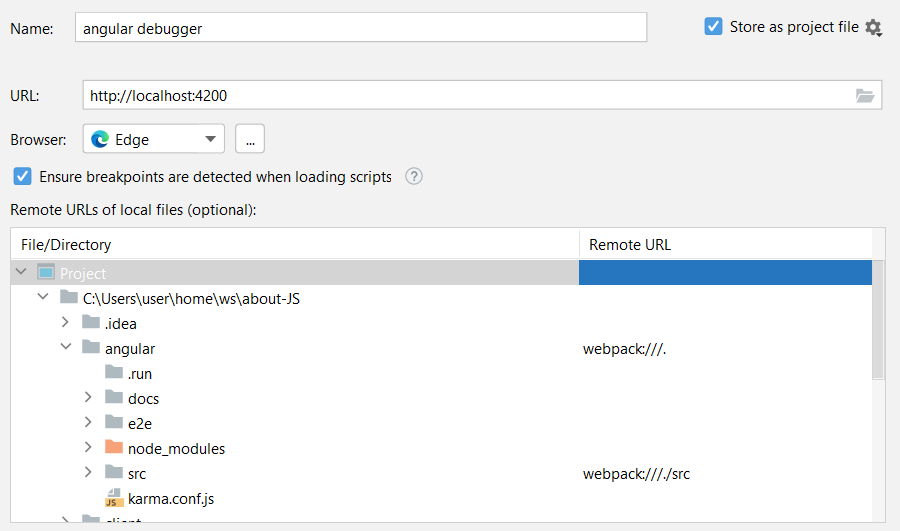 Name: angular debugger Store as project file
URL: http://localhost:4200
Browser: Edge ...
Ensure breakpoints are detected when loading scripts ?
Remote URLs of local files (optional):
File/Directory Remote URL
Project
C:\Users\user\home\ws\about-JS
.idea
angular webpack:///.
.run
docs
e2e
node_modules
src webpack:///./src
JS karma.conf.js
client